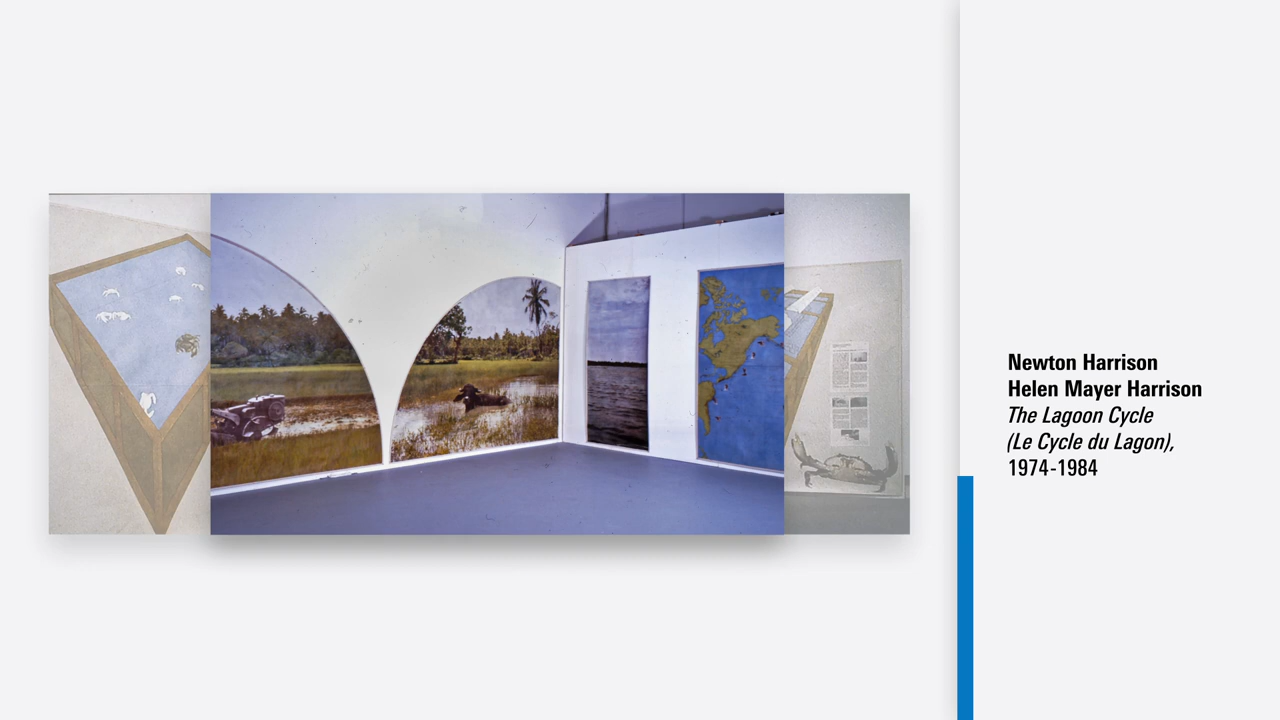 Newton Harrison
Helen Mayer Harrison
The Lagoon Cycle
(Le Cycle du Lagon),
1974-1984